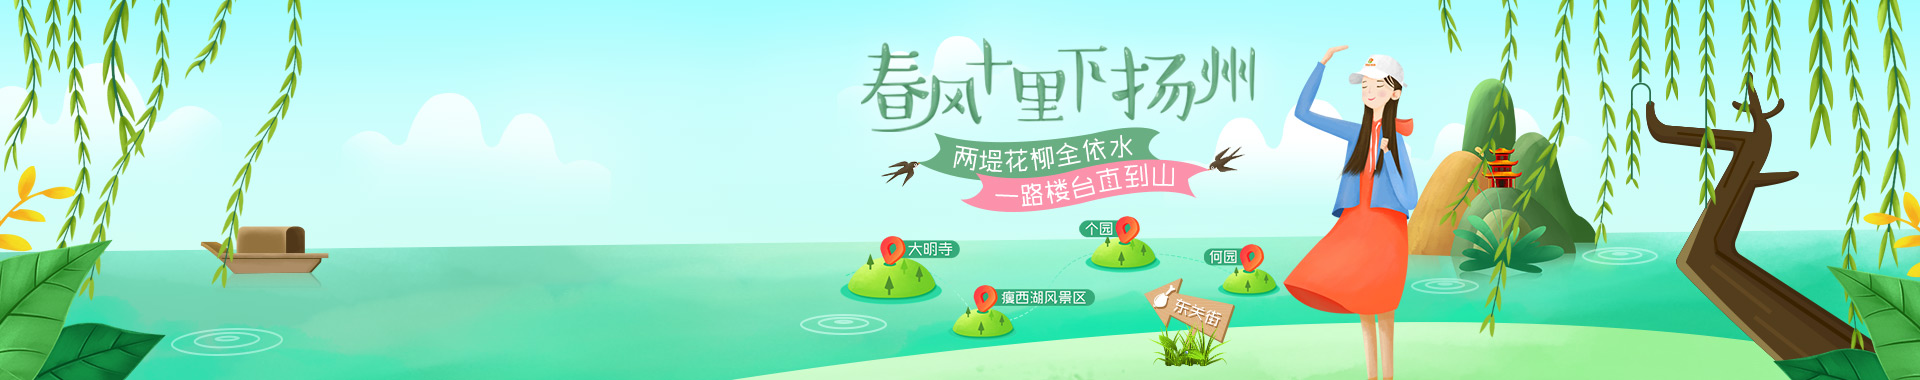 春风十里下扬州
两堤花柳全依水
一路楼台直到山
个园
大明寺
何园
瘦西湖风景区
东关街